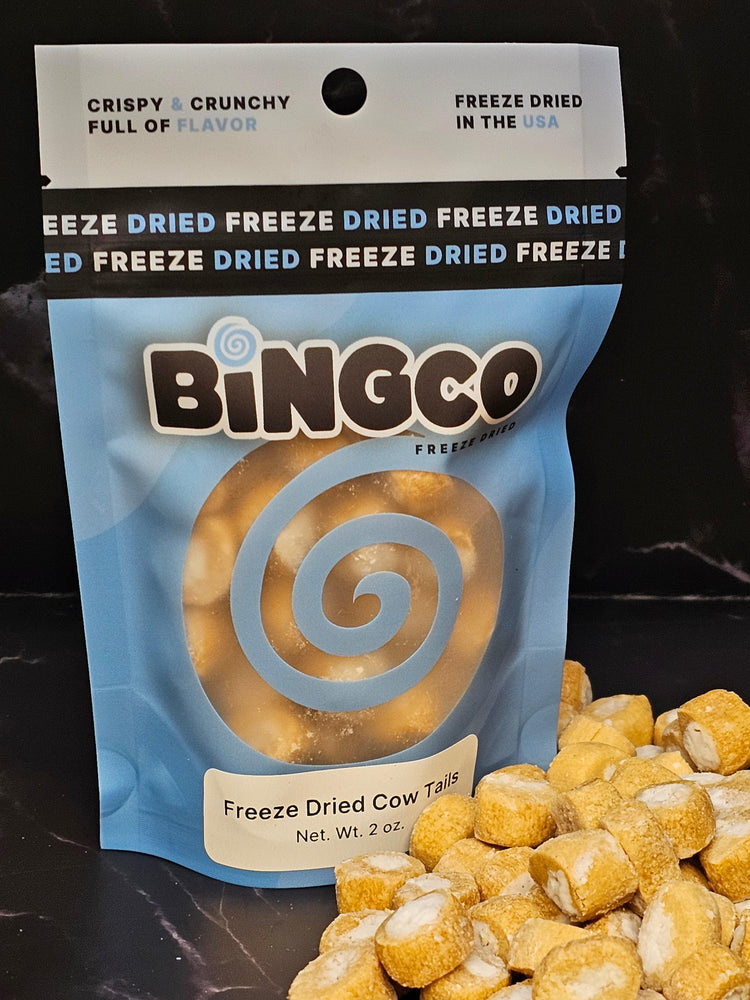 CRISPY & CRUNCHY
FULL OF FLAVOR
FREEZE DRIED
IN THE USA
EEZE DRIED FREEZE DRIED FREEZE DRIED
ED FREEZE DRIED FREEZE DRIED FREEZE
BiNGCO
FREEZE DRIED
Freeze Dried Cow Tails
Net. Wt. 2 oz.